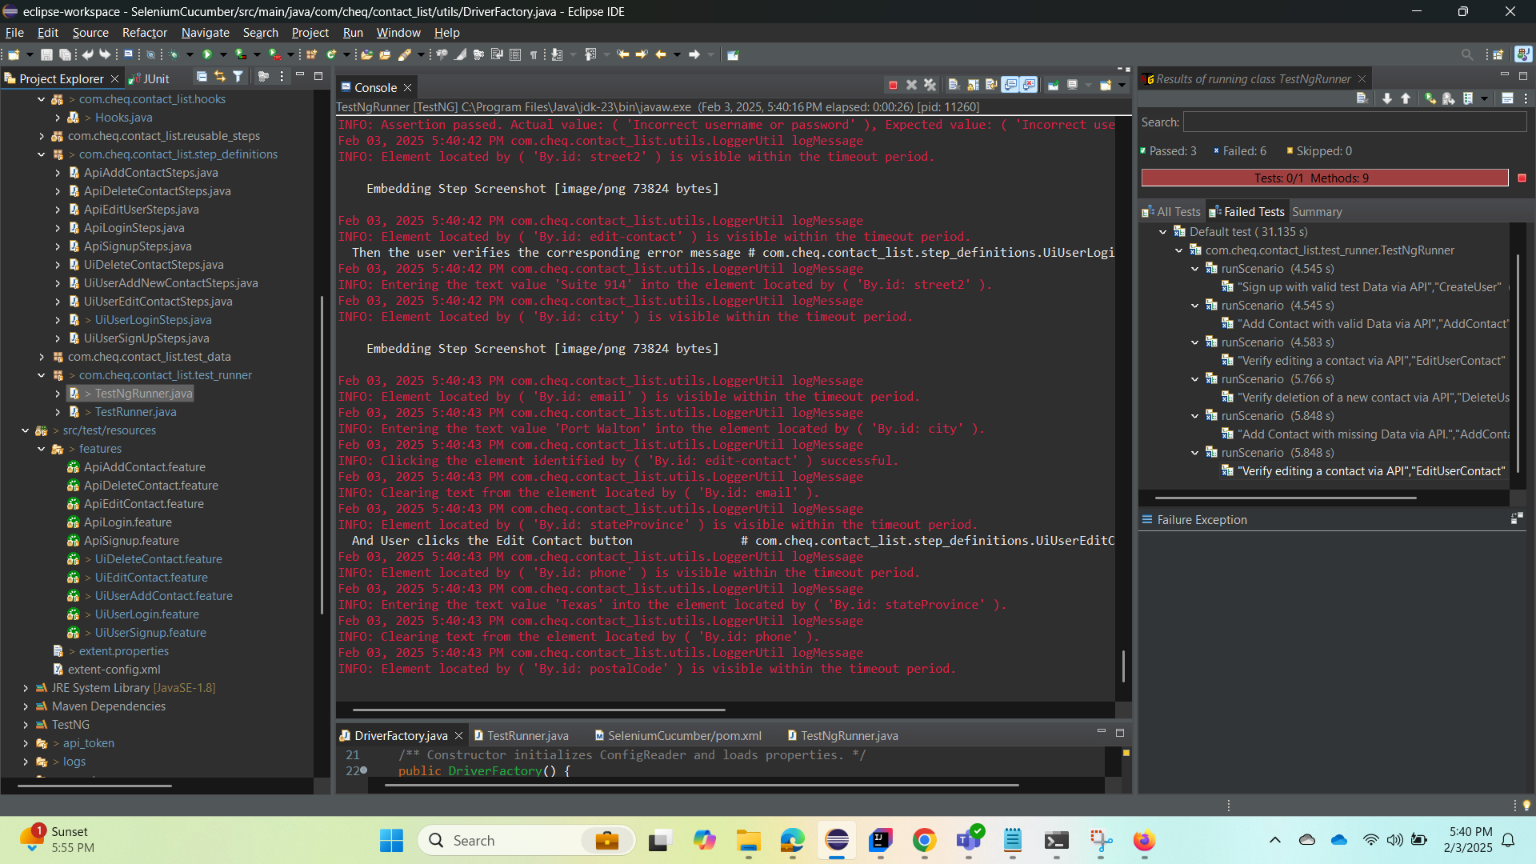 eclipse-workspace - SeleniumCucumber/src/main/java/com/cheq/contact_list/utils/DriverFactory.java - Eclipse IDE
File Edit Source Refactor Navigate Search Project Run Window Help
Project Explorer
JUnit
> com.cheq.contact_list.hooks
> Hooks.java
com.cheq.contact_list.reusable_steps
> com.cheq.contact_list.step_definitions
ApiAddContactSteps.java
ApiDeleteContactSteps.java
ApiEditUserSteps.java
ApiLoginSteps.java
ApiSignupSteps.java
UiDeleteContactSteps.java
UiUserAddNewContactSteps.java
UiUserEditContactSteps.java
> UiUserLoginSteps.java
UiUserSignUpSteps.java
com.cheq.contact_list.test_data
> com.cheq.contact_list.test_runner
> TestNgRunner.java
> TestRunner.java
> src/test/resources
> features
ApiAddContact.feature
ApiDeleteContact.feature
ApiEditContact.feature
ApiLogin.feature
ApiSignup.feature
> UiDeleteContact.feature
> UiEditContact.feature
> UiUserAddContact.feature
> UiUserLogin.feature
> UiUserSignup.feature
> extent.properties
extent-config.xml
JRE System Library [JavaSE-1.8]
Maven Dependencies
TestNG
> api_token
> logs
Console
TestNgRunner [TestNG] C:\Program Files\Java\jdk-23\bin\javaw.exe (Feb 3, 2025, 5:40:16 PM elapsed: 0:00:26) [pid: 11260]
INFO: Assertion passed. Actual value: ( 'Incorrect username or password' ), Expected value: ( 'Incorrect use
Feb 03, 2025 5:40:42 PM com.cheq.contact_list.utils.LoggerUtil logMessage
INFO: Element located by ( 'By.id: street2' ) is visible within the timeout period.
Embedding Step Screenshot [image/png 73824 bytes]
Feb 03, 2025 5:40:42 PM com.cheq.contact_list.utils.LoggerUtil logMessage
INFO: Element located by ( 'By.id: edit-contact' ) is visible within the timeout period.
Then the user verifies the corresponding error message # com.cheq.contact_list.step_definitions.UiUserLogi
Feb 03, 2025 5:40:42 PM com.cheq.contact_list.utils.LoggerUtil logMessage
INFO: Entering the text value 'Suite 914' into the element located by ( 'By.id: street2' ).
Feb 03, 2025 5:40:42 PM com.cheq.contact_list.utils.LoggerUtil logMessage
INFO: Element located by ( 'By.id: city' ) is visible within the timeout period.
Embedding Step Screenshot [image/png 73824 bytes]
Feb 03, 2025 5:40:43 PM com.cheq.contact_list.utils.LoggerUtil logMessage
INFO: Element located by ( 'By.id: email' ) is visible within the timeout period.
Feb 03, 2025 5:40:43 PM com.cheq.contact_list.utils.LoggerUtil logMessage
INFO: Entering the text value 'Port Walton' into the element located by ( 'By.id: city' ).
Feb 03, 2025 5:40:43 PM com.cheq.contact_list.utils.LoggerUtil logMessage
INFO: Clicking the element identified by ( 'By.id: edit-contact' ) successful.
Feb 03, 2025 5:40:43 PM com.cheq.contact_list.utils.LoggerUtil logMessage
INFO: Clearing text from the element located by ( 'By.id: email' ).
Feb 03, 2025 5:40:43 PM com.cheq.contact_list.utils.LoggerUtil logMessage
INFO: Element located by ( 'By.id: stateProvince' ) is visible within the timeout period.
And User clicks the Edit Contact button # com.cheq.contact_list.step_definitions.UiUserEditC
Feb 03, 2025 5:40:43 PM com.cheq.contact_list.utils.LoggerUtil logMessage
INFO: Element located by ( 'By.id: phone' ) is visible within the timeout period.
Feb 03, 2025 5:40:43 PM com.cheq.contact_list.utils.LoggerUtil logMessage
INFO: Entering the text value 'Texas' into the element located by ( 'By.id: stateProvince' ).
Feb 03, 2025 5:40:43 PM com.cheq.contact_list.utils.LoggerUtil logMessage
INFO: Clearing text from the element located by ( 'By.id: phone' ).
Feb 03, 2025 5:40:43 PM com.cheq.contact_list.utils.LoggerUtil logMessage
INFO: Element located by ( 'By.id: postalCode' ) is visible within the timeout period.
DriverFactory.java TestRunner.java SeleniumCucumber/pom.xml TestNgRunner.java
21 /** Constructor initializes ConfigReader and loads properties. */
22 public DriverFactory() {
Results of running class TestNgRunner
Search:
Passed: 3 Failed: 6 Skipped: 0
Tests: 0/1 Methods: 9
All Tests Failed Tests Summary
Default test ( 31.135 s)
com.cheq.contact_list.test_runner.TestNgRunner
runScenario (4.545 s)
"Sign up with valid test Data via API","CreateUser"
runScenario (4.545 s)
"Add Contact with valid Data via API","AddContact"
runScenario (4.583 s)
"Verify editing a contact via API","EditUserContact"
runScenario (5.766 s)
"Verify deletion of a new contact via API","DeleteUs
runScenario (5.848 s)
"Add Contact with missing Data via API.","AddConta
runScenario (5.848 s)
"Verify editing a contact via API","EditUserContact"
Failure Exception
1
Sunset
5:55 PM
Search
5:40 PM
2/3/2025